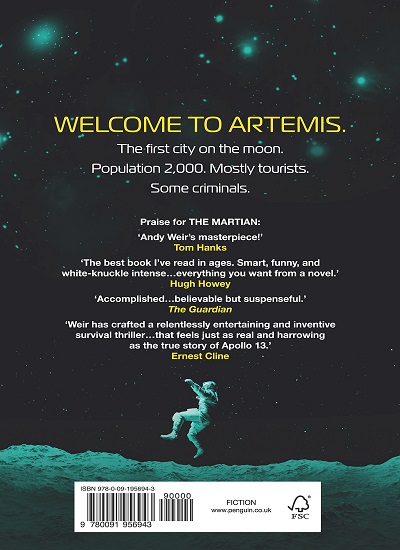 WELCOME TO ARTEMIS.
The first city on the moon.
Population 2,000. Mostly tourists.
Some criminals.
Praise for THE MARTIAN:
‘Andy Weir’s masterpiece!’
Tom Hanks
‘The best book I’ve read in ages. Smart, funny, and
white-knuckle intense…everything you want from a novel.’
Hugh Howey
‘Accomplished…believable but suspenseful.’
The Guardian
‘Weir has crafted a relentlessly entertaining and inventive
survival thriller…that feels just as real and harrowing
as the true story of Apollo 13.’
Ernest Cline
ISBN 978-0-09-195694-3
90000
9 780091 956943
FICTION
www.penguin.co.uk
FSC